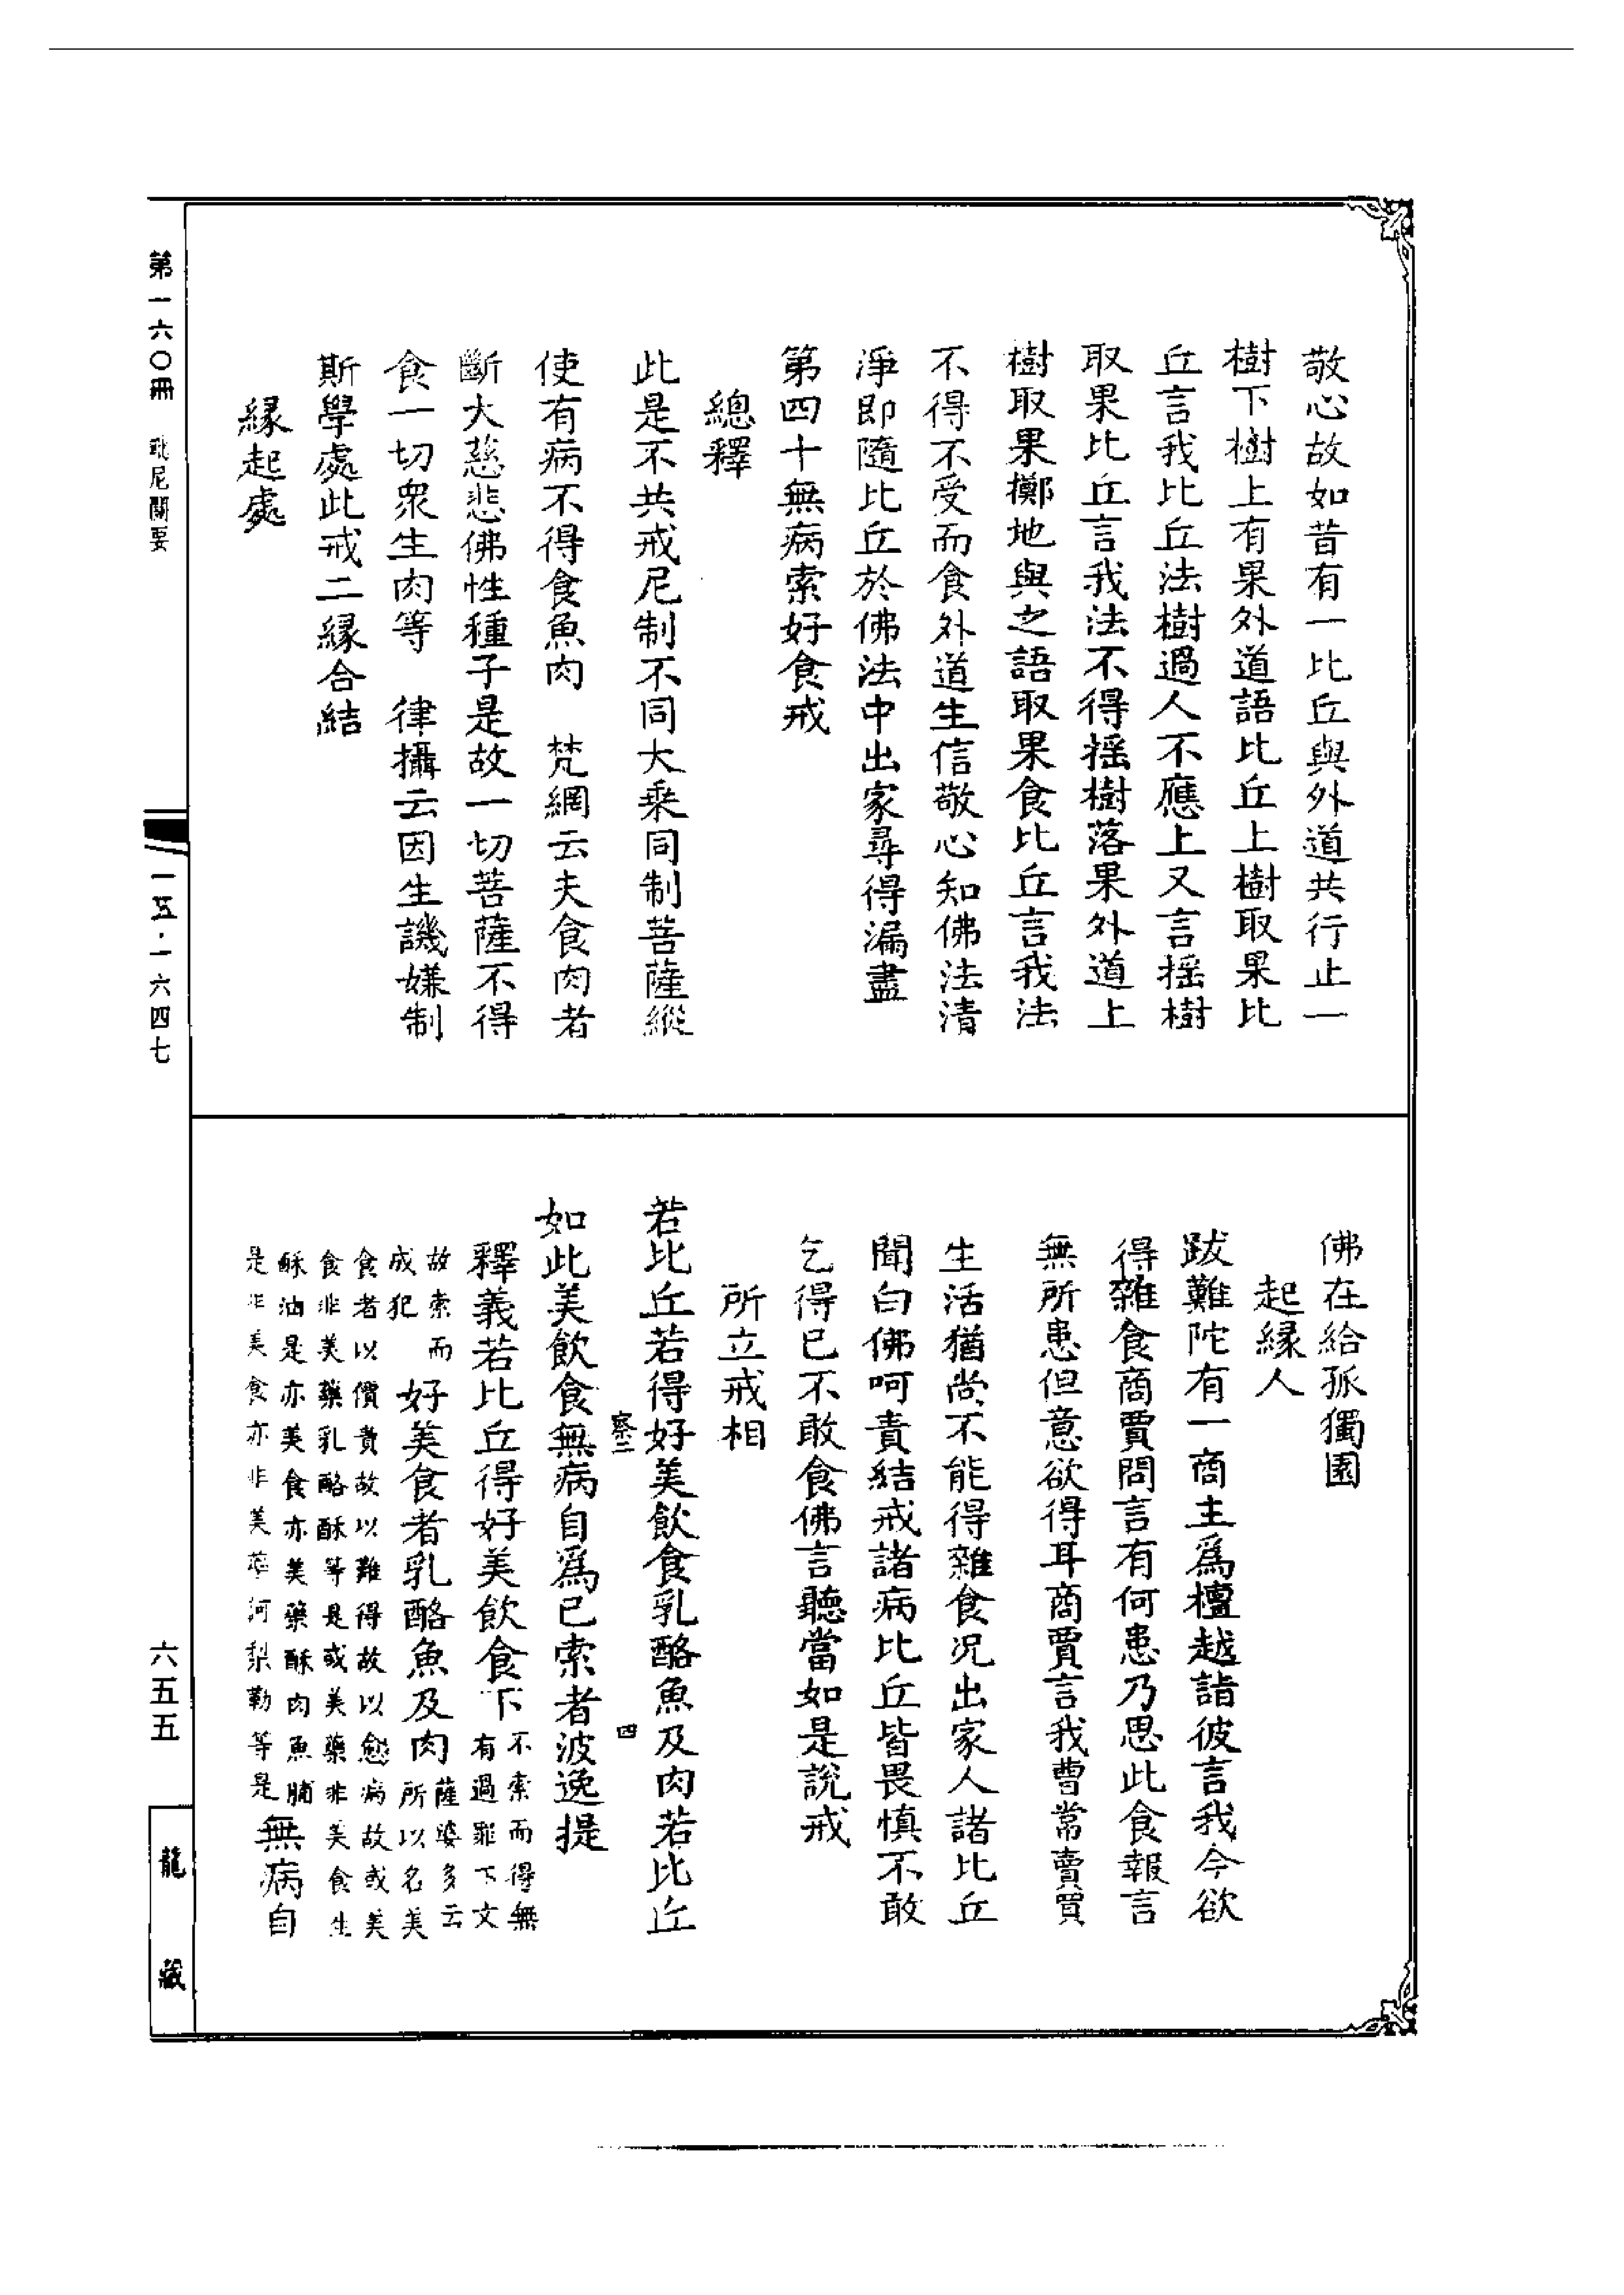 敬心故如昔有一比丘與外道共行止一
樹下樹上有果外道語比丘上樹取果比
丘言我比丘法樹過人不應上又言搖樹
取果比丘言我法不得搖樹落果外道上
樹取果擲地與之語取果食比丘言我法
不得不受而食外道生信敬心知佛法清
淨即隨比丘於佛法中出家尋得漏盡
第四十無病索好食戒
總釋
此是不共戒尼制不同大乘同制菩薩縱
使有病不得食魚肉　梵網云夫食肉者
斷大慈悲佛性種子是故一切菩薩不得
食一切衆生肉等　律攝云因生譏嫌制
斯學處此戒二緣合結
緣起處
佛在給孤獨園
起緣人
跋難陀有一商主爲檀越詣彼言我今欲
得雜食商賈問言有何患乃思此食報言
無所患但意欲得耳商賈言我曹常賣買
生活猶尚不能得雜食况出家人諸比丘
聞白佛呵責結戒諸病比丘皆畏慎不敢
乞得已不敢食佛言聽當如是說戒
所立戒相
若比丘若得好美飲食乳酪魚及肉若比丘
察二
四
如此美飲食無病自爲己索者波逸提
釋義若比丘得好美飲食下
不索而得無
有過罪下文
故索而
成犯
好美食者乳酪魚及肉
薩婆多云
所以名美
食者以價貴故以難得故以愈病故或美
食非美藥乳酪酥等是或美藥非美食生
酥油是亦美食亦美藥酥肉魚脯
是非美食亦非美藥訶梨勒等是
無病自
第一六〇冊　毗尼關要
一五·一六四七
六五五
龍藏